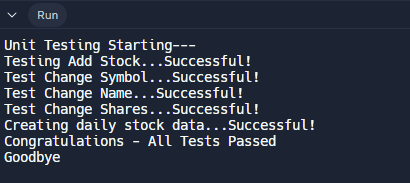 Run
Unit Testing Starting---
Testing Add Stock...Successful!
Test Change Symbol...Successful!
Test Change Name...Successful!
Test Change Shares...Successful!
Creating daily stock data...Successful!
Congratulations - All Tests Passed
Goodbye